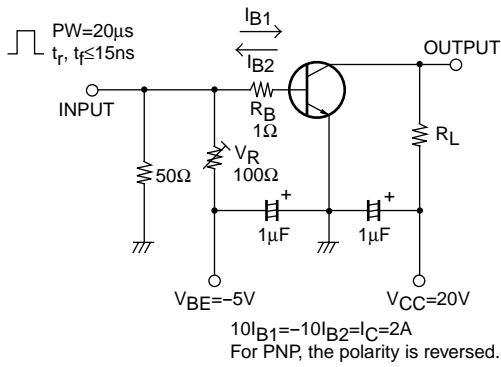 PW=20μs
tr, tf≤15ns
IB1
IB2
OUTPUT
INPUT
RB
1Ω
RL
VR
100Ω
50Ω
+
1μF
+
1μF
VBE=−5V
VCC=20V
10IB1=−10IB2=IC=2A
For PNP, the polarity is reversed.